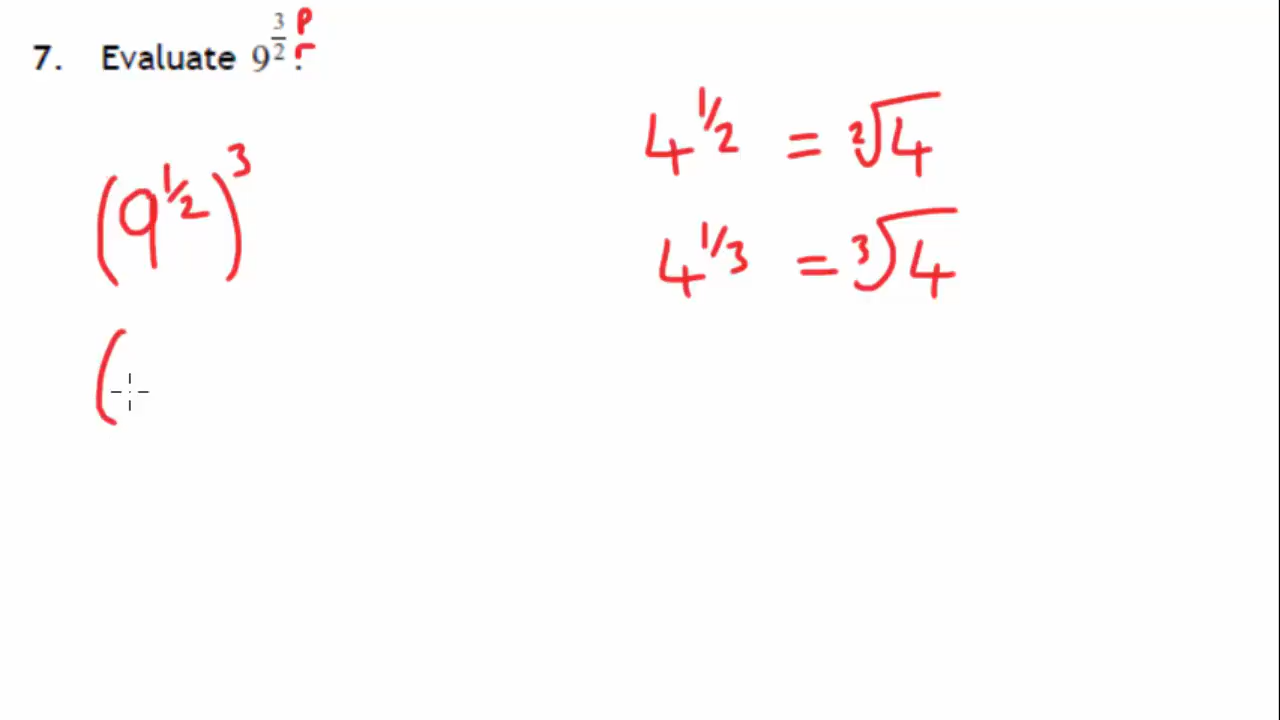 7. Evaluate 9^(3/2). p r
(9^(1/2))^3
(
4^(1/2) = ²√4
4^(1/3) = ³√4